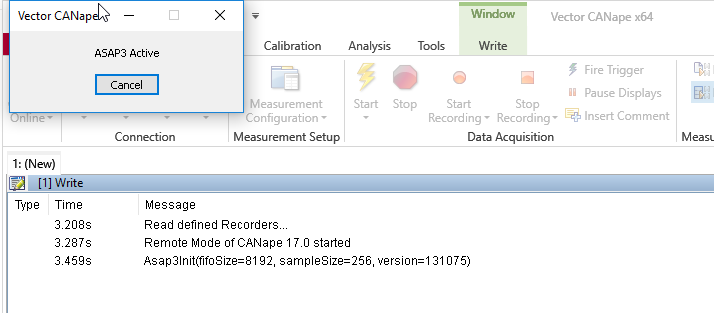 Vector CANape
ASAP3 Active
Cancel
Window
Vector CANape x64
Calibration
Analysis
Tools
Write
Online
Measurement
Configuration
Start
Stop
Start
Recording
Stop
Recording
Fire Trigger
Pause Displays
Insert Comment
Connection
Measurement Setup
Data Acquisition
1: (New)
[1] Write
Type Time Message
3.208s Read defined Recorders...
3.287s Remote Mode of CANape 17.0 started
3.459s Asap3Init(fifoSize=8192, sampleSize=256, version=131075)